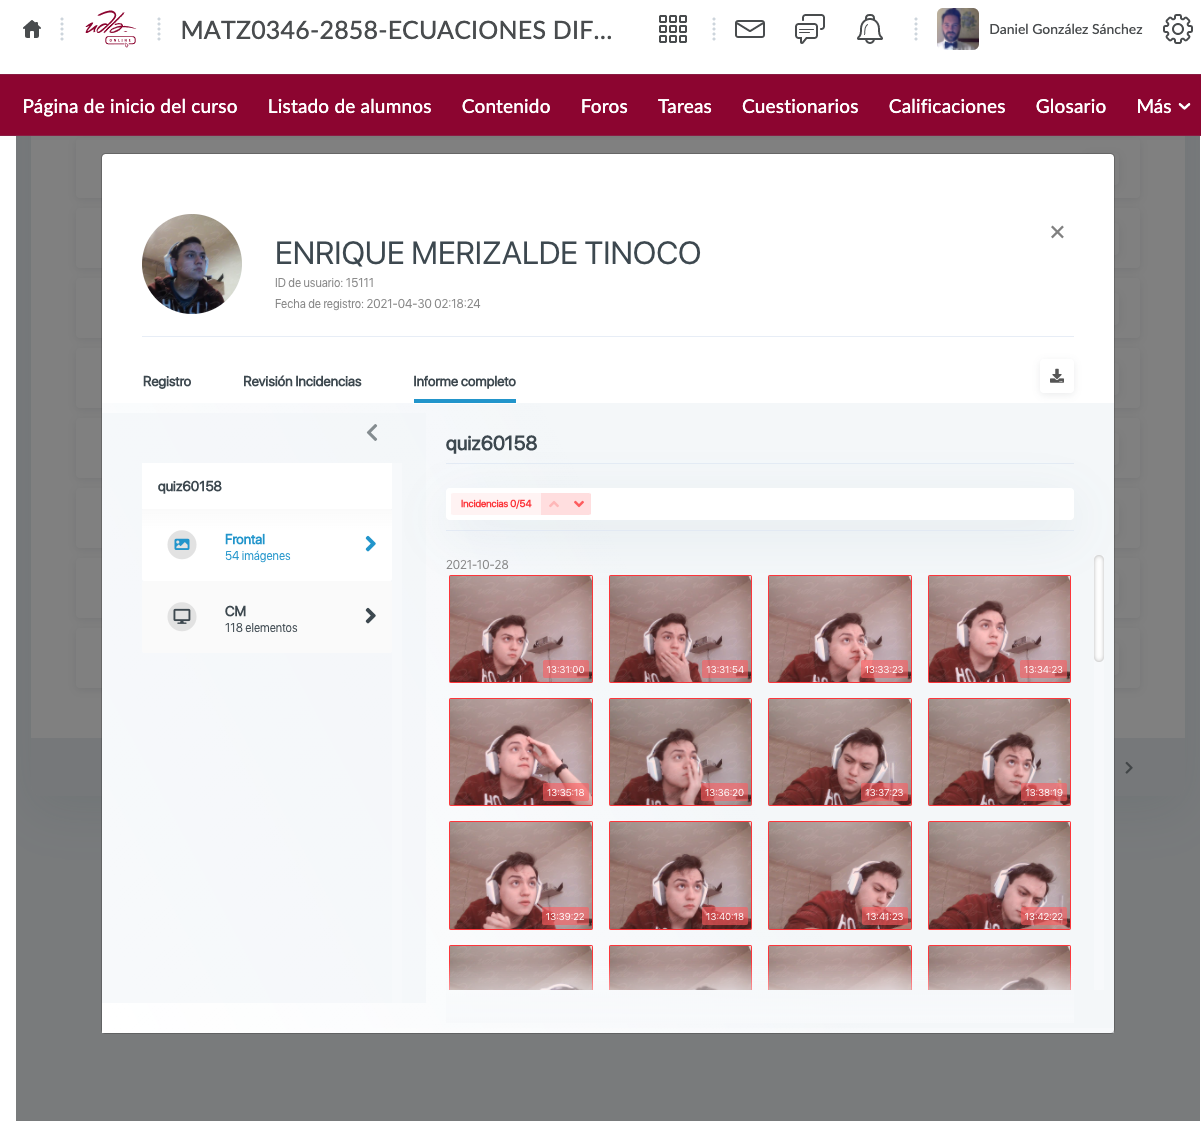 udla
ONLINE
MATZ0346-2858-ECUACIONES DIF...
Daniel González Sánchez
Página de inicio del curso
Listado de alumnos
Contenido
Foros
Tareas
Cuestionarios
Calificaciones
Glosario
Más
ENRIQUE MERIZALDE TINOCO
ID de usuario: 15111
Fecha de registro: 2021-04-30 02:18:24
Registro
Revisión Incidencias
Informe completo
quiz60158
Frontal
54 imágenes
CM
118 elementos
quiz60158
Incidencias 0/54
2021-10-28
13:31:00
13:31:54
13:33:23
13:34:23
13:35:18
13:36:20
13:37:23
13:38:19
13:39:22
13:40:18
13:41:23
13:42:22